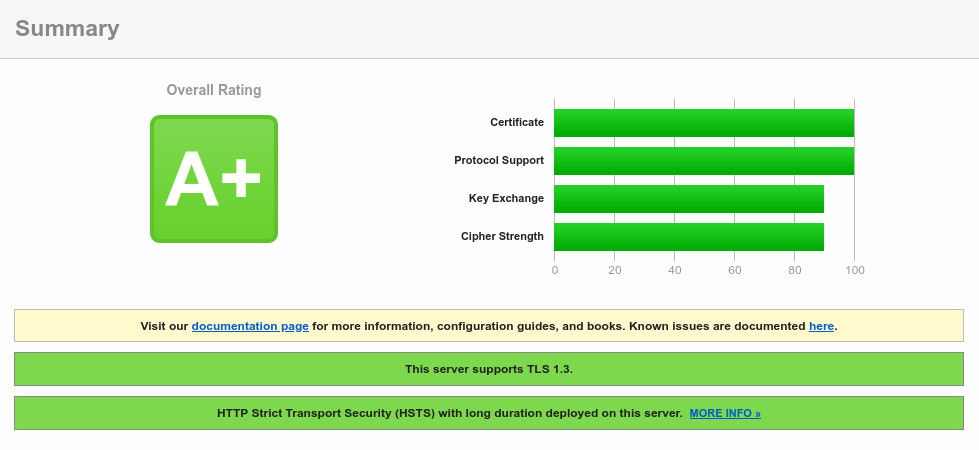 Summary
Overall Rating
A+
Certificate
Protocol Support
Key Exchange
Cipher Strength
0 20 40 60 80 100
Visit our documentation page for more information, configuration guides, and books. Known issues are documented here.
This server supports TLS 1.3.
HTTP Strict Transport Security (HSTS) with long duration deployed on this server. MORE INFO »